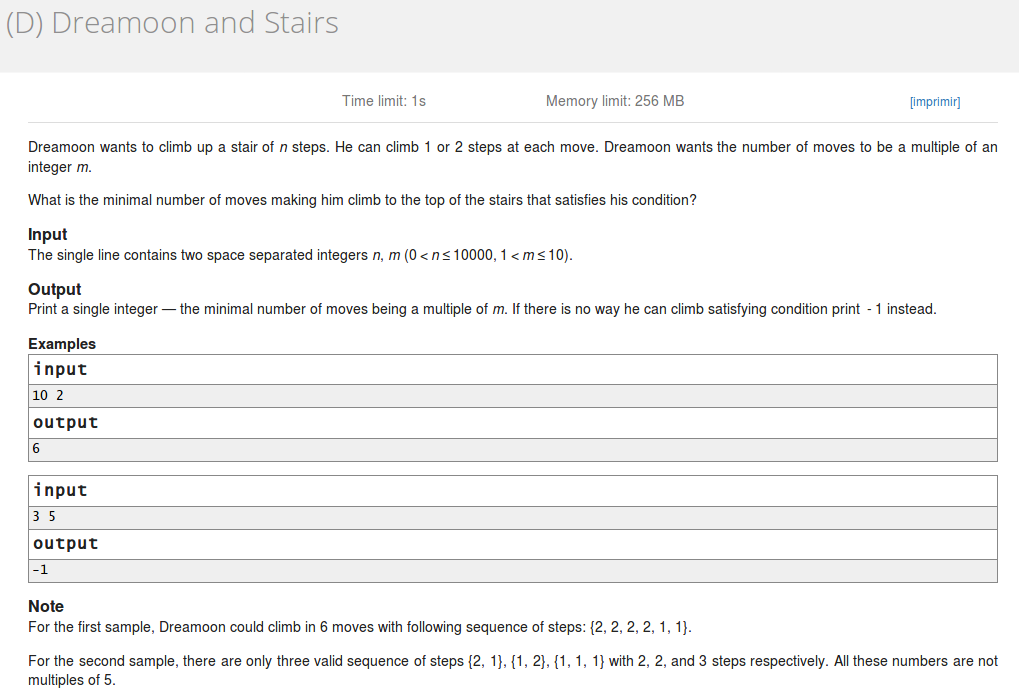 (D) Dreamoon and Stairs
Time limit: 1s Memory limit: 256 MB [imprimir]
Dreamoon wants to climb up a stair of n steps. He can climb 1 or 2 steps at each move. Dreamoon wants the number of moves to be a multiple of an
integer m.
What is the minimal number of moves making him climb to the top of the stairs that satisfies his condition?
Input
The single line contains two space separated integers n, m (0 < n ≤ 10000, 1 < m ≤ 10).
Output
Print a single integer — the minimal number of moves being a multiple of m. If there is no way he can climb satisfying condition print - 1 instead.
Examples
input
10 2
output
6
input
3 5
output
-1
Note
For the first sample, Dreamoon could climb in 6 moves with following sequence of steps: {2, 2, 2, 2, 1, 1}.
For the second sample, there are only three valid sequence of steps {2, 1}, {1, 2}, {1, 1, 1} with 2, 2, and 3 steps respectively. All these numbers are not
multiples of 5.